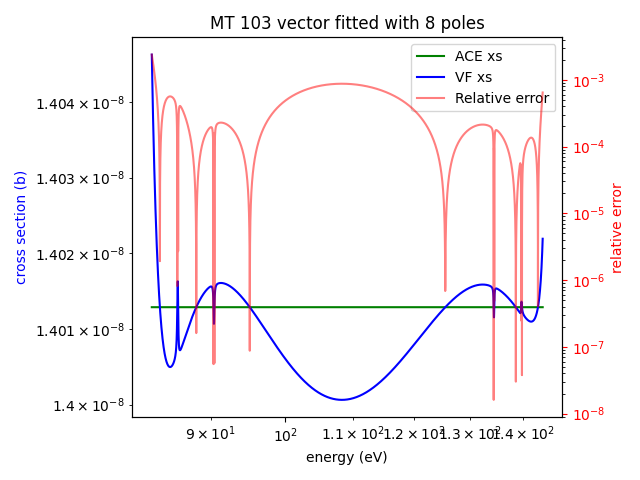 MT 103 vector fitted with 8 poles
ACE xs
VF xs
Relative error
cross section (b)
1.404 × 10⁻⁸
1.403 × 10⁻⁸
1.402 × 10⁻⁸
1.401 × 10⁻⁸
1.4 × 10⁻⁸
10⁻³
10⁻⁴
10⁻⁵
10⁻⁶
10⁻⁷
10⁻⁸
relative error
9 × 10¹ 10² 1.1 × 10² 1.2 × 10² 1.3 × 10² 1.4 × 10²
energy (eV)